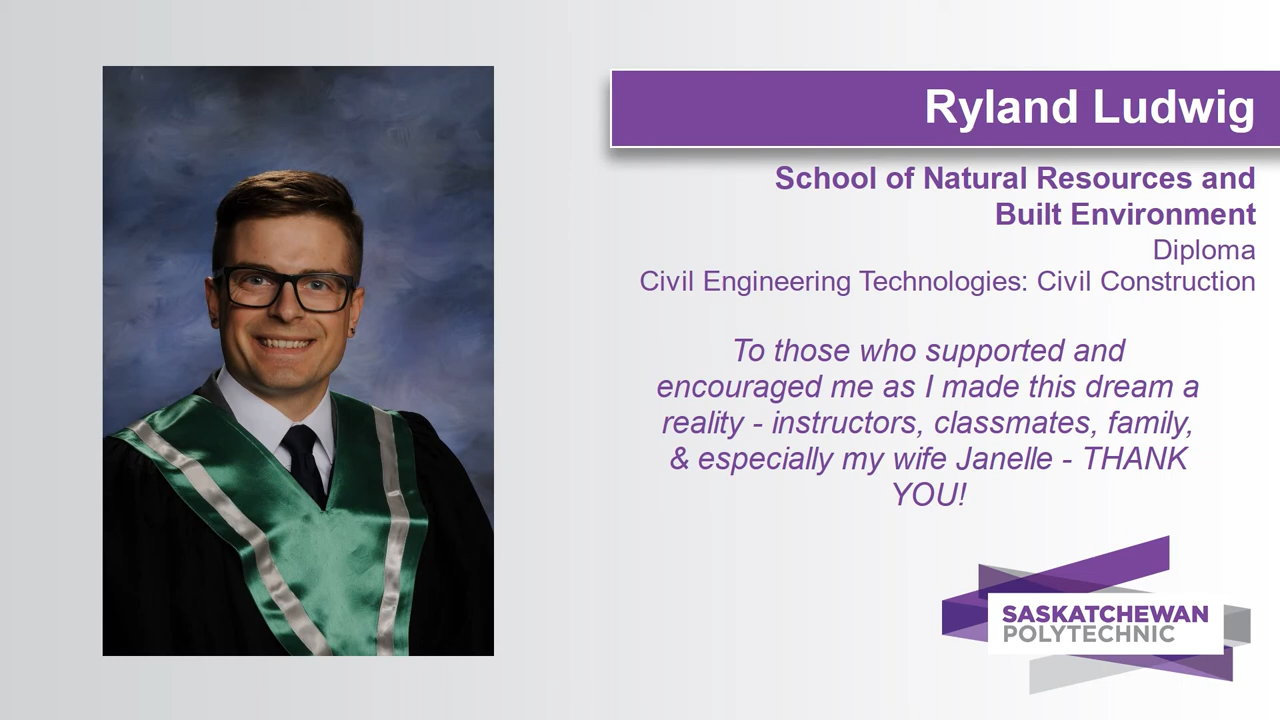 Ryland Ludwig
School of Natural Resources and
Built Environment
Diploma
Civil Engineering Technologies: Civil Construction
To those who supported and
encouraged me as I made this dream a
reality - instructors, classmates, family,
& especially my wife Janelle - THANK
YOU!
SASKATCHEWAN
POLYTECHNIC